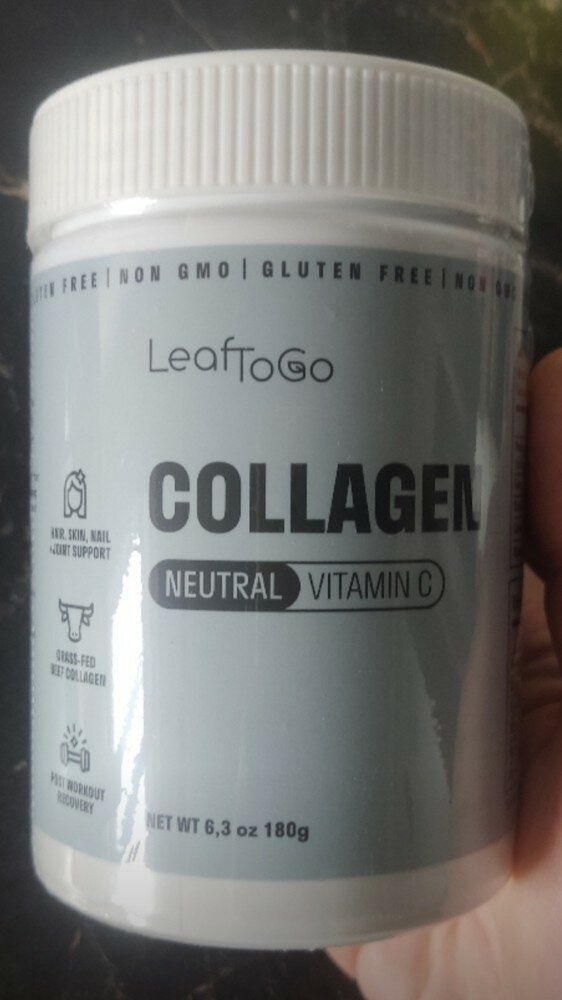 FREE | NON GMO | GLUTEN FREE | NON
LeafToGo
COLLAGEN
NEUTRAL VITAMIN C
HAIR, SKIN, NAIL
JOINT SUPPORT
GRASS-FED
BEEF COLLAGEN
POST WORKOUT
RECOVERY
NET WT 6,3 oz 180g